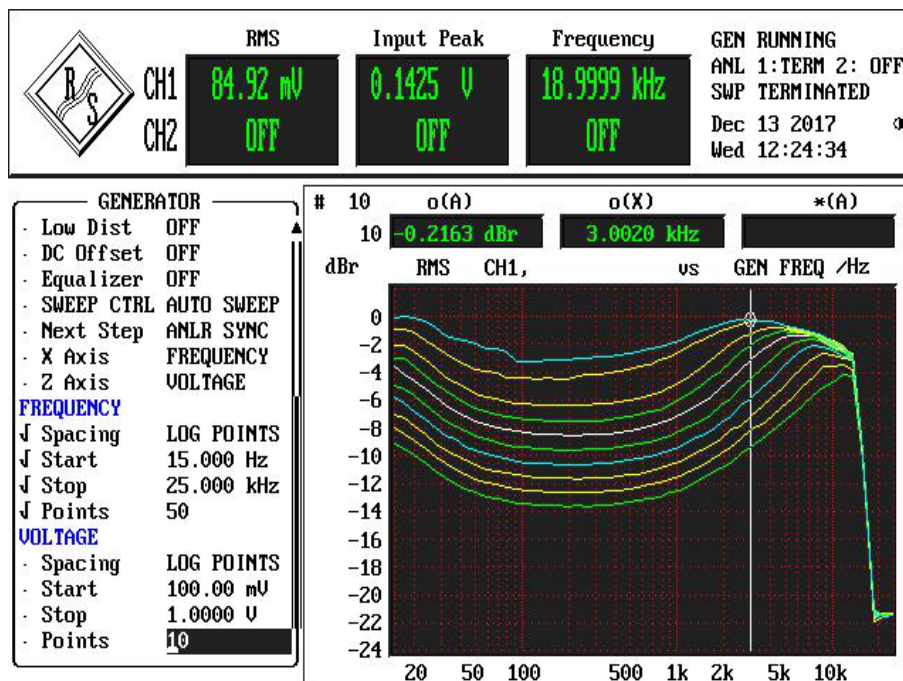 RMS Input Peak Frequency
GEN RUNNING
ANL 1:TERM 2: OFF
SWP TERMINATED
Dec 13 2017
Wed 12:24:34
R
S
CH1 84.92 mV 0.1425 V 18.9999 kHz
CH2 OFF OFF OFF
GENERATOR
· Low Dist OFF
· DC Offset OFF
· Equalizer OFF
· SWEEP CTRL AUTO SWEEP
· Next Step ANLR SYNC
· X Axis FREQUENCY
· Z Axis VOLTAGE
FREQUENCY
√ Spacing LOG POINTS
√ Start 15.000 Hz
√ Stop 25.000 kHz
√ Points 50
VOLTAGE
· Spacing LOG POINTS
· Start 100.00 mV
· Stop 1.0000 V
· Points 10
# 10 o(A) o(X) *(A)
10 -0.2163 dBr 3.0020 kHz
dBr RMS CH1, vs GEN FREQ /Hz
0
-2
-4
-6
-8
-10
-12
-14
-16
-18
-20
-22
-24
20 50 100 500 1k 2k 5k 10k